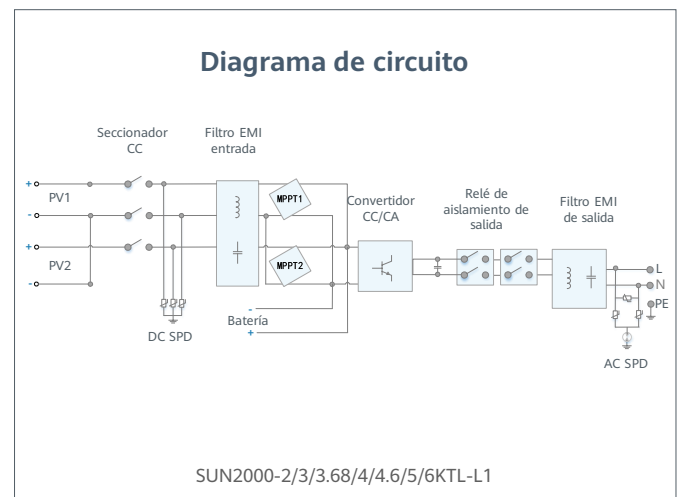 Diagrama de circuito
Seccionador
CC
Filtro EMI
entrada
+
PV1
-
+
PV2
-
DC SPD
MPPT1
MPPT2
-
Batería
+
Convertidor
CC/CA
Relé de
aislamiento de
salida
Filtro EMI
de salida
L
N
PE
AC SPD
SUN2000-2/3/3.68/4/4.6/5/6KTL-L1